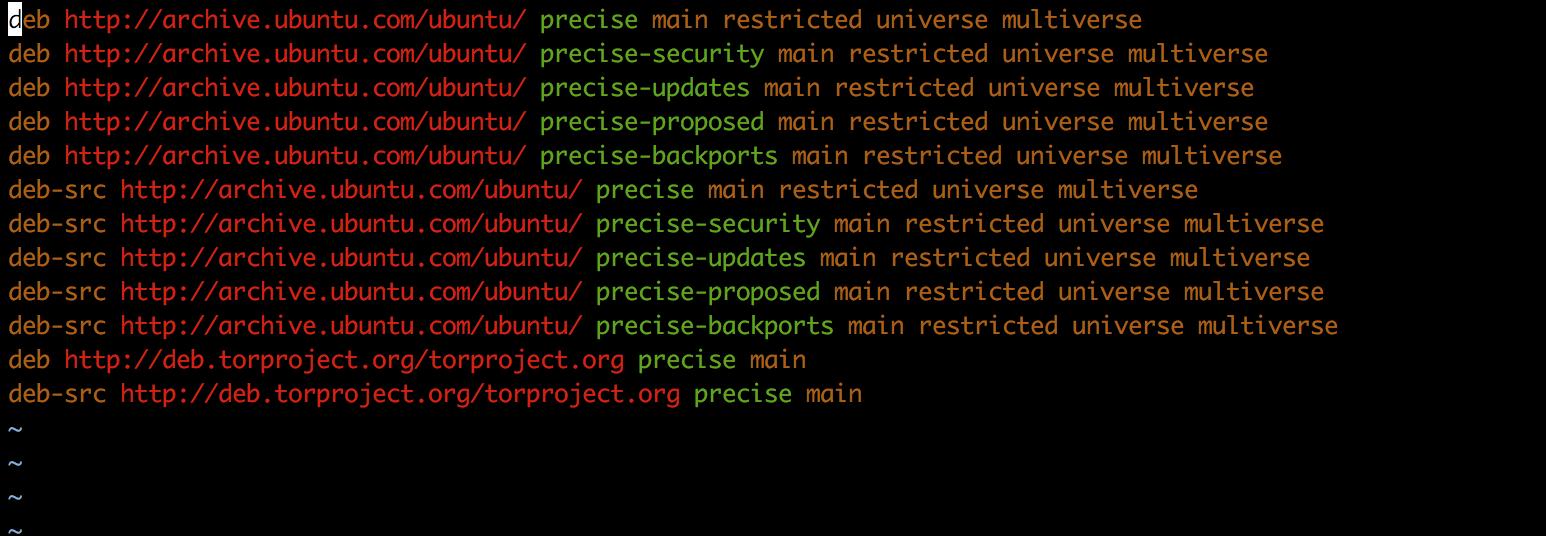 deb http://archive.ubuntu.com/ubuntu/ precise main restricted universe multiverse
deb http://archive.ubuntu.com/ubuntu/ precise-security main restricted universe multiverse
deb http://archive.ubuntu.com/ubuntu/ precise-updates main restricted universe multiverse
deb http://archive.ubuntu.com/ubuntu/ precise-proposed main restricted universe multiverse
deb http://archive.ubuntu.com/ubuntu/ precise-backports main restricted universe multiverse
deb-src http://archive.ubuntu.com/ubuntu/ precise main restricted universe multiverse
deb-src http://archive.ubuntu.com/ubuntu/ precise-security main restricted universe multiverse
deb-src http://archive.ubuntu.com/ubuntu/ precise-updates main restricted universe multiverse
deb-src http://archive.ubuntu.com/ubuntu/ precise-proposed main restricted universe multiverse
deb-src http://archive.ubuntu.com/ubuntu/ precise-backports main restricted universe multiverse
deb http://deb.torproject.org/torproject.org precise main
deb-src http://deb.torproject.org/torproject.org precise main
~
~
~
~